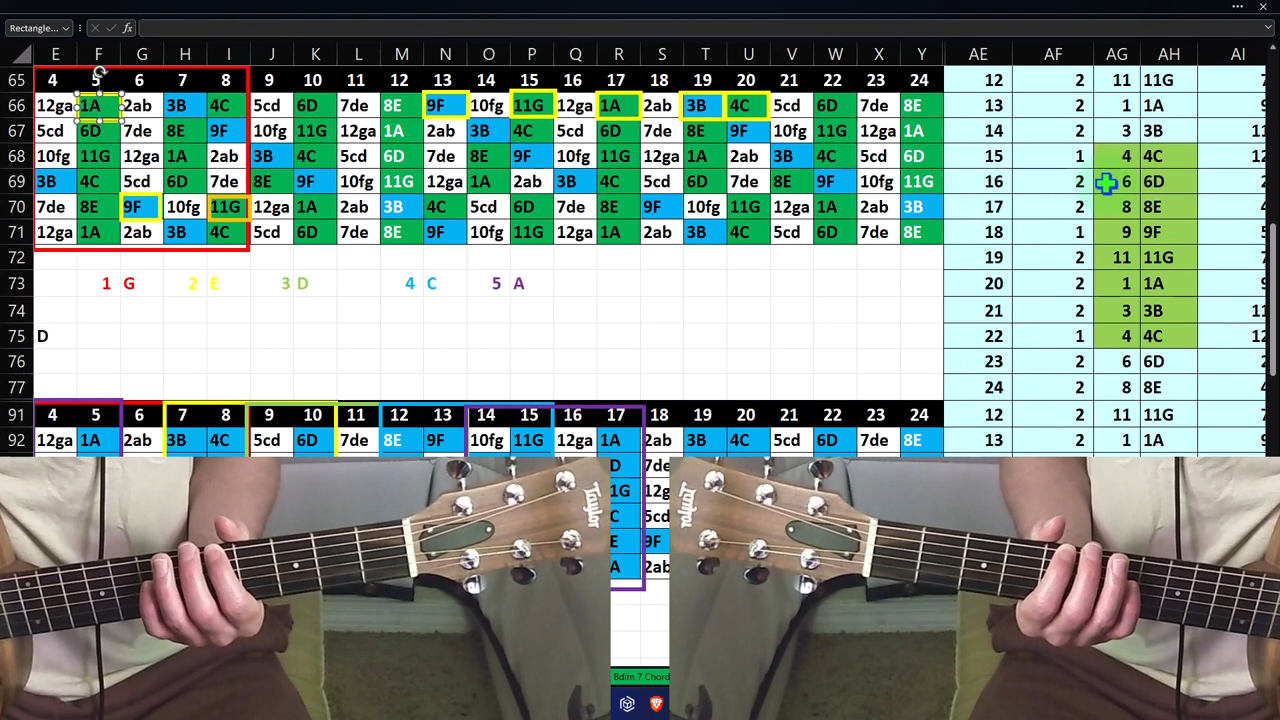 Rectangle... fx
E F G H I J K L M N O P Q R S T U V W X Y AE AF AG AH AI
65 4 5 6 7 8 9 10 11 12 13 14 15 16 17 18 19 20 21 22 23 24 12 2 11 11G
66 12ga 1A 2ab 3B 4C 5cd 6D 7de 8E 9F 10fg 11G 12ga 1A 2ab 3B 4C 5cd 6D 7de 8E 13 2 1 1A
67 5cd 6D 7de 8E 9F 10fg 11G 12ga 1A 2ab 3B 4C 5cd 6D 7de 8E 9F 10fg 11G 12ga 1A 14 2 3 3B 11
68 10fg 11G 12ga 1A 2ab 3B 4C 5cd 6D 7de 8E 9F 10fg 11G 12ga 1A 2ab 3B 4C 5cd 6D 15 1 4 4C 12
69 3B 4C 5cd 6D 7de 8E 9F 10fg 11G 12ga 1A 2ab 3B 4C 5cd 6D 7de 8E 9F 10fg 11G 16 2 6 6D
70 7de 8E 9F 10fg 11G 12ga 1A 2ab 3B 4C 5cd 6D 7de 8E 9F 10fg 11G 12ga 1A 2ab 3B 17 2 8 8E
71 12ga 1A 2ab 3B 4C 5cd 6D 7de 8E 9F 10fg 11G 12ga 1A 2ab 3B 4C 5cd 6D 7de 8E 18 1 9 9F
72 19 2 11 11G
73 1 G 2 E 3 D 4 C 5 A 20 2 1 1A
74 21 2 3 3B 11
75 D 22 1 4 4C 12
76 23 2 6 6D
77 24 2 8 8E
91 4 5 6 7 8 9 10 11 12 13 14 15 16 17 18 19 20 21 22 23 24 12 2 11 11G
92 12ga 1A 2ab 3B 4C 5cd 6D 7de 8E 9F 10fg 11G 12ga 1A 2ab 3B 4C 5cd 6D 7de 8E 13 2 1 1A
D 7de
1G 12g
C 5cd
E 9F
A 2ab
Taylor
Bdim 7 Chord